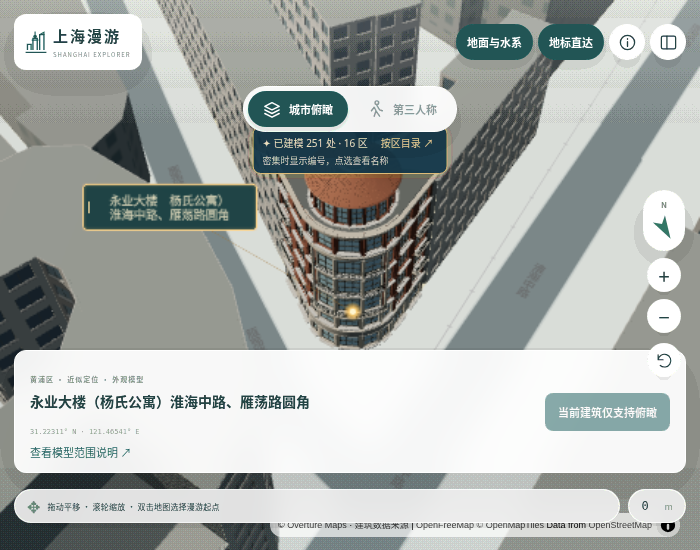 上海漫游
SHANGHAI EXPLORER
地面与水系
地标直达
城市俯瞰
第三人称
✦ 已建模 251 处 · 16 区 按区目录 ↗
密集时显示编号，点选查看名称
永业大楼 杨氏公寓）
淮海中路、雁荡路圆角
N
+
−
黄浦区 · 近似定位 · 外观模型
永业大楼（杨氏公寓）淮海中路、雁荡路圆角
31.22311° N · 121.46541° E
查看模型范围说明 ↗
当前建筑仅支持俯瞰
拖动平移 · 滚轮缩放 · 双击地图选择漫游起点
0 m
© Overture Maps · 建筑数据来源 | OpenFreeMap © OpenMapTiles Data from OpenStreetMap